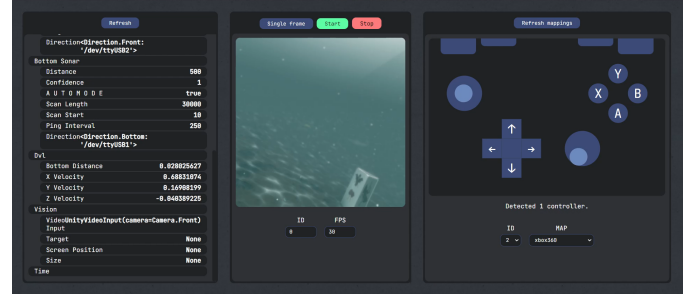 Refresh
Direction<Direction.Front:
'/dev/ttyUSB2'>
Bottom Sonar
Distance 500
Confidence 1
A U T O M O D E true
Scan Length 30000
Scan Start 10
Ping Interval 250
Direction<Direction.Bottom:
'/dev/ttyUSB1'>
Dvl
Bottom Distance 0.028025627
X Velocity 0.68831074
Y Velocity 0.16908199
Z Velocity -0.040389225
Vision
VideoUnityVideoInput(camera=Camera.Front)
Input
Target None
Screen Position None
Size None
Time
Single frame Start Stop
ID FPS
0 30
Refresh mappings
Y
X B
A
Detected 1 controller.
ID MAP
2 xbox360